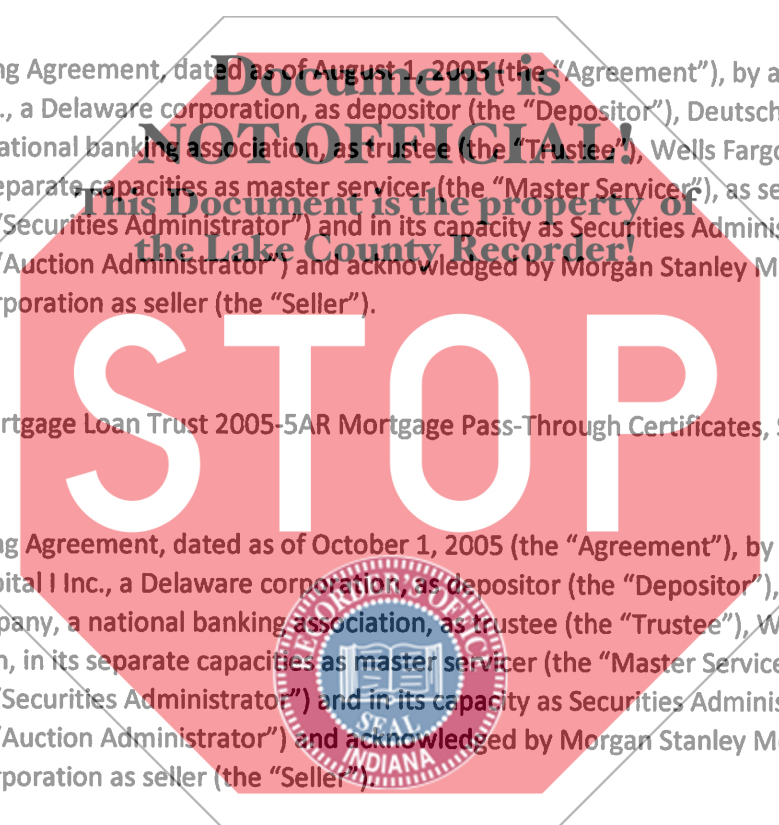 ng Agreement, dated as of August 1, 2005 (the “Agreement”), by a
Document is
., a Delaware corporation, as depositor (the “Depositor”), Deutsch
ational banking association, as trustee (the “Trustee”), Wells Fargo
NOT OFFICIAL!
eparate capacities as master servicer (the “Master Servicer”), as se
This Document is the property of
“Securities Administrator”) and in its capacity as Securities Adminis
the Lake County Recorder!
“Auction Administrator”) and acknowledged by Morgan Stanley M
rporation as seller (the “Seller”).
STOP
rtgage Loan Trust 2005-5AR Mortgage Pass-Through Certificates, S
ng Agreement, dated as of October 1, 2005 (the “Agreement”), by
pital I Inc., a Delaware corporation, as depositor (the “Depositor”),
pany, a national banking association, as trustee (the “Trustee”), W
n, in its separate capacities as master servicer (the “Master Service
“Securities Administrator”) and in its capacity as Securities Adminis
“Auction Administrator”) and acknowledged by Morgan Stanley Mo
rporation as seller (the “Seller”).
RECORDER'S OFFICE
SEAL
INDIANA